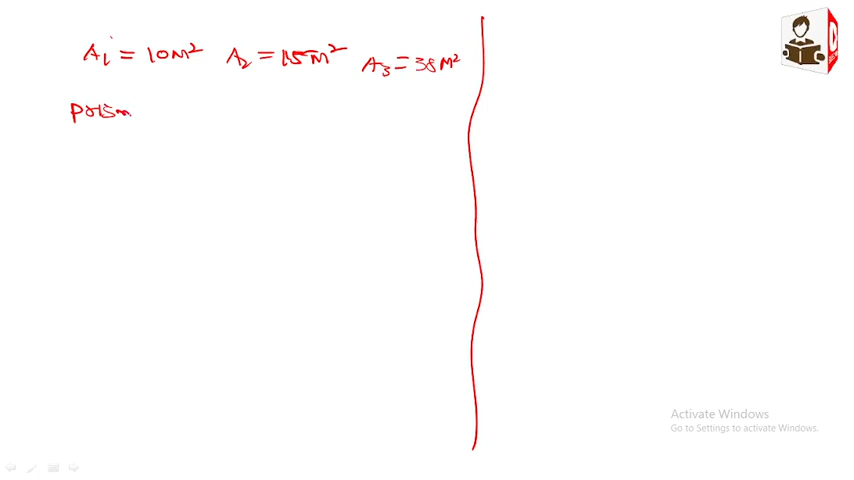 A₁ = 10m² A₂ = 15m² A₃ = 38m²
prism
Activate Windows
Go to Settings to activate Windows.